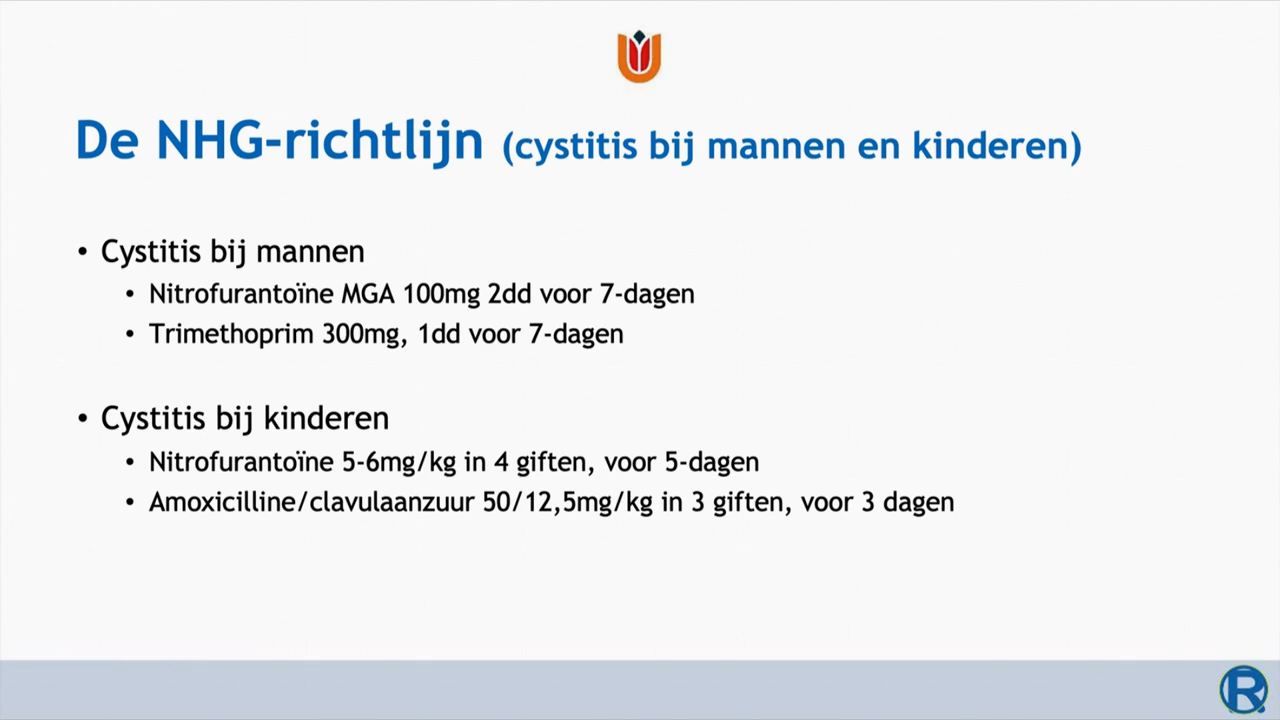 De NHG-richtlijn (cystitis bij mannen en kinderen)
• Cystitis bij mannen
• Nitrofurantoïne MGA 100mg 2dd voor 7-dagen
• Trimethoprim 300mg, 1dd voor 7-dagen
• Cystitis bij kinderen
• Nitrofurantoïne 5-6mg/kg in 4 giften, voor 5-dagen
• Amoxicilline/clavulaanzuur 50/12,5mg/kg in 3 giften, voor 3 dagen
R